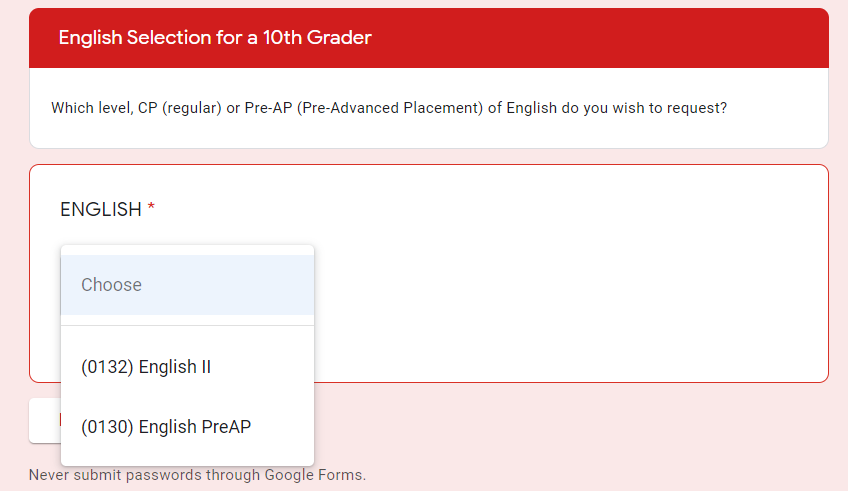 English Selection for a 10th Grader
Which level, CP (regular) or Pre-AP (Pre-Advanced Placement) of English do you wish to request?
ENGLISH *
Choose
(0132) English II
(0130) English PreAP
Never submit passwords through Google Forms.